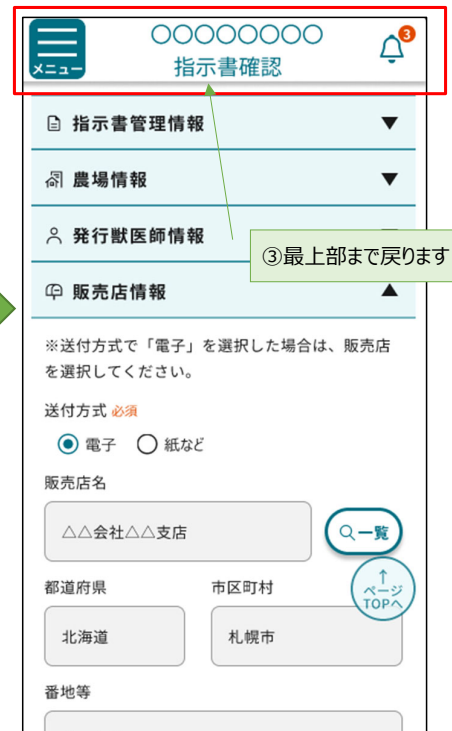 メニュー
○○○○○○○○
指示書確認
3
指示書管理情報 ▼
農場情報 ▼
発行獣医師情報
③最上部まで戻ります
販売店情報 ▲
※送付方式で「電子」を選択した場合は、販売店
を選択してください。
送付方式 必須
電子 紙など
販売店名
△△会社△△支店
一覧
↑
ページ
TOPへ
都道府県 市区町村
北海道 札幌市
番地等